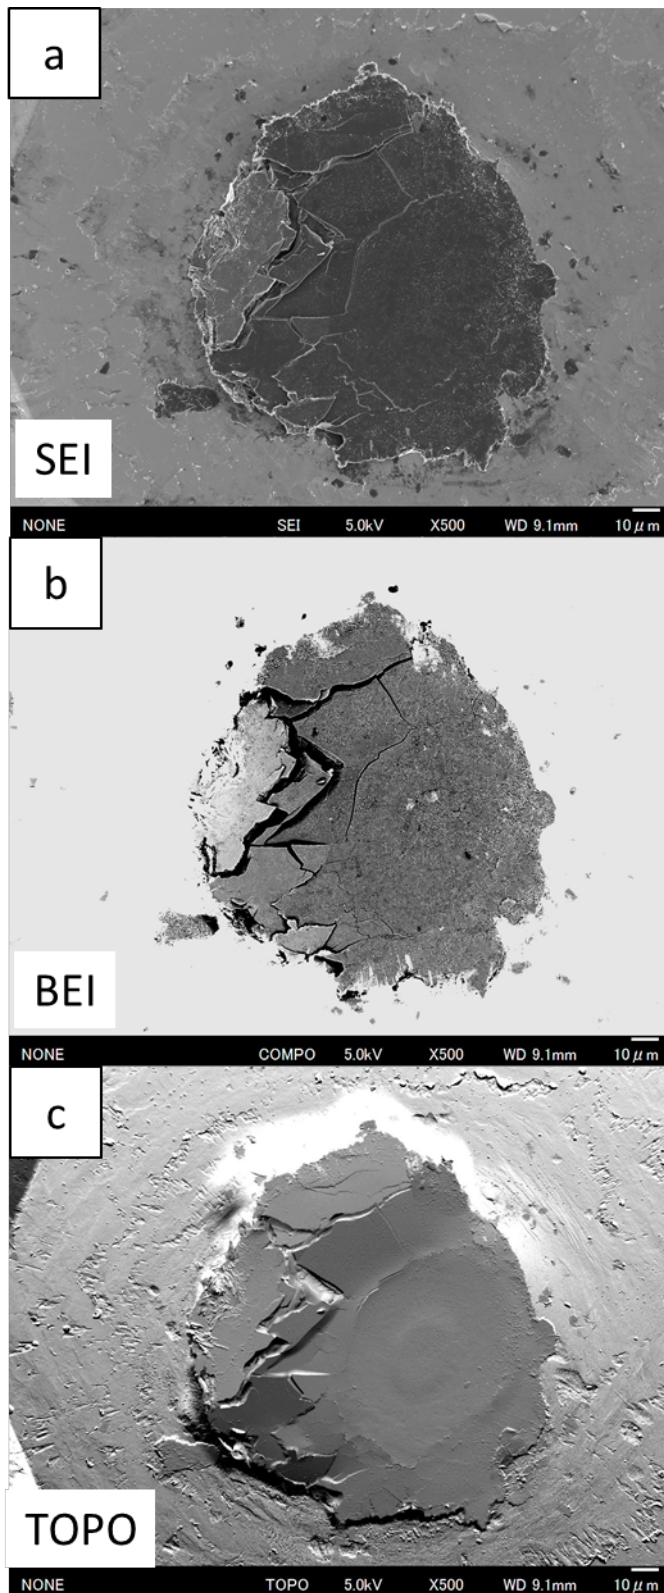 a
SEI
NONE SEI 5.0kV X500 WD 9.1mm 10 μm
b
BEI
NONE COMPO 5.0kV X500 WD 9.1mm 10 μm
c
TOPO
NONE TOPO 5.0kV X500 WD 9.1mm 10 μm